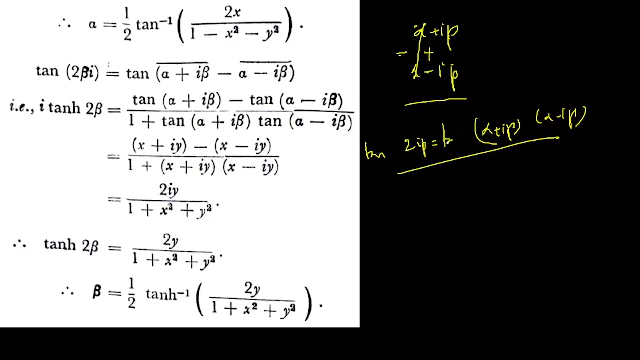 ∴ α = 1/2 tan⁻¹ ( 2x / (1 − x² − y²) ).
tan (2βi) = tan (α + iβ − α − iβ)
i.e., i tanh 2β = (tan (α + iβ) − tan (α − iβ)) / (1 + tan (α + iβ) tan (α − iβ))
= ((x + iy) − (x − iy)) / (1 + (x + iy) (x − iy))
= 2iy / (1 + x² + y²).
∴ tanh 2β = 2y / (1 + x² + y²).
∴ β = 1/2 tanh⁻¹ ( 2y / (1 + x² + y²) ).
α+iβ
− +
α−iβ
tan 2iβ = (α+iβ) (α−iβ)